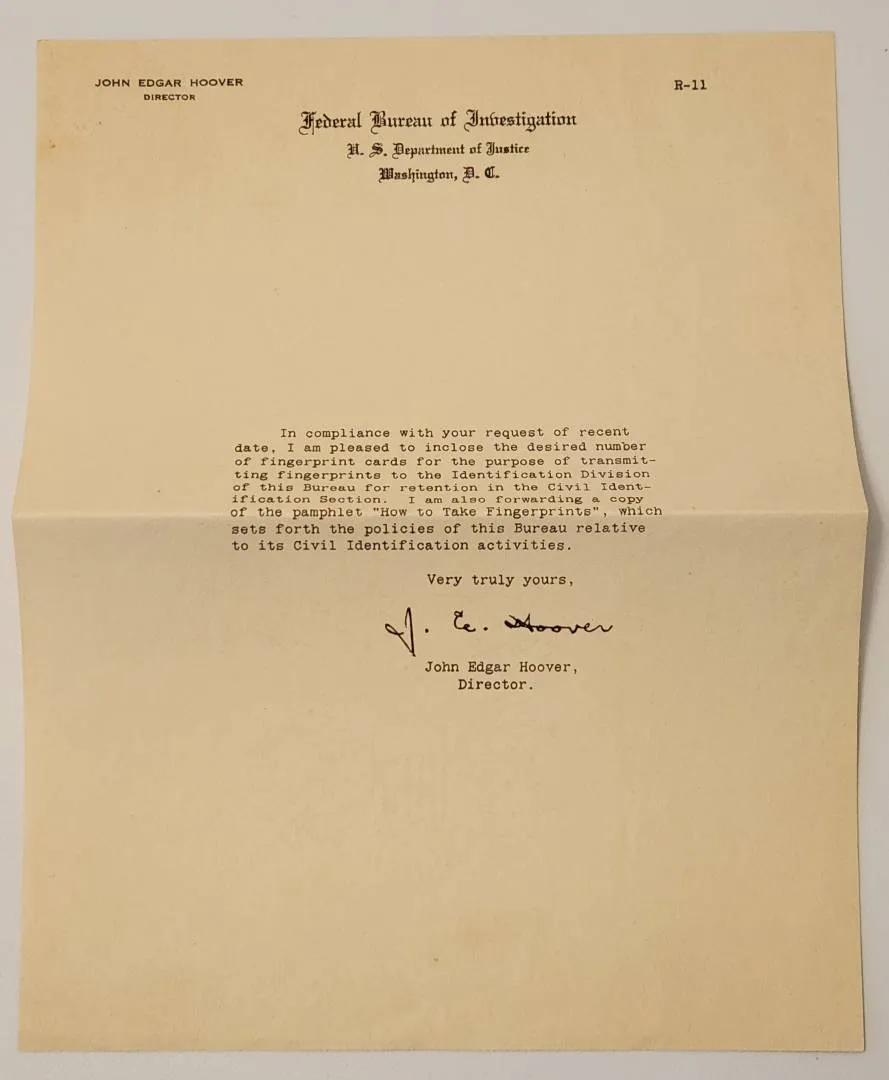 JOHN EDGAR HOOVER
DIRECTOR
R-11
Federal Bureau of Investigation
U. S. Department of Justice
Washington, D. C.
In compliance with your request of recent
date, I am pleased to inclose the desired number
of fingerprint cards for the purpose of transmit-
ting fingerprints to the Identification Division
of this Bureau for retention in the Civil Ident-
ification Section. I am also forwarding a copy
of the pamphlet "How to Take Fingerprints", which
sets forth the policies of this Bureau relative
to its Civil Identification activities.
Very truly yours,
J. E. Hoover
John Edgar Hoover,
Director.